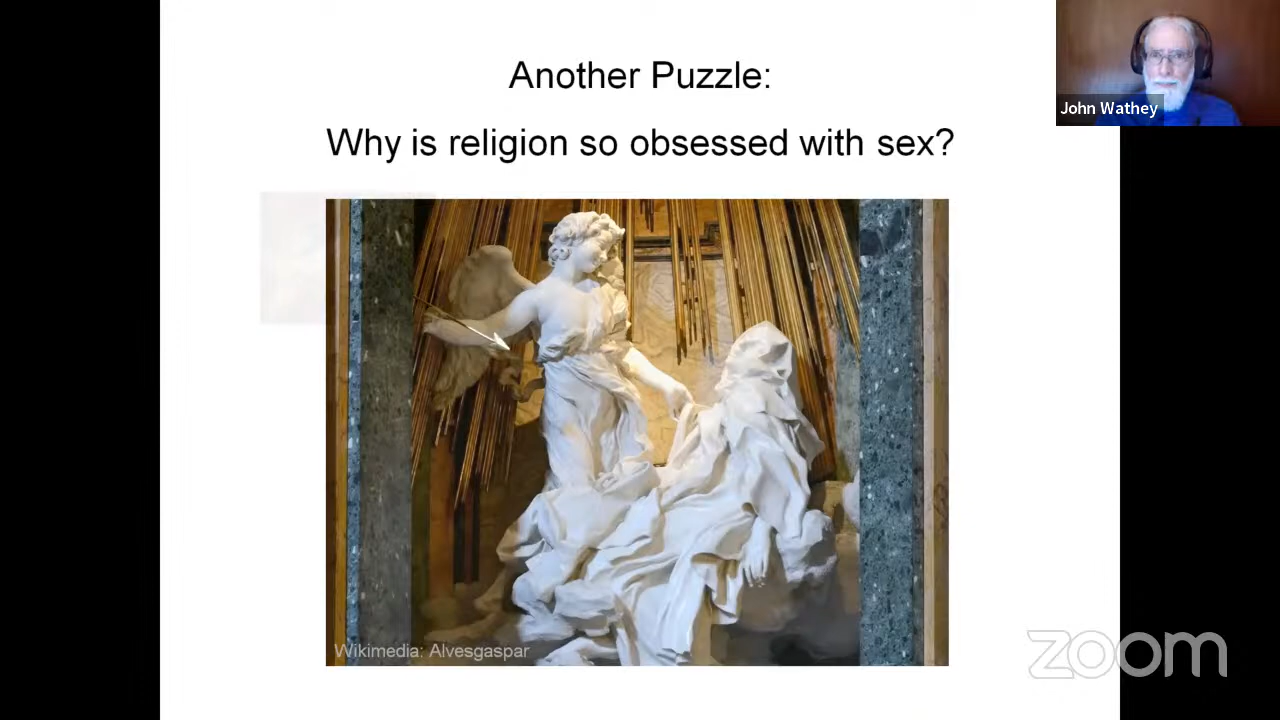 Another Puzzle:
Why is religion so obsessed with sex?
John Wathey
Wikimedia: Alvesgaspar
zoom